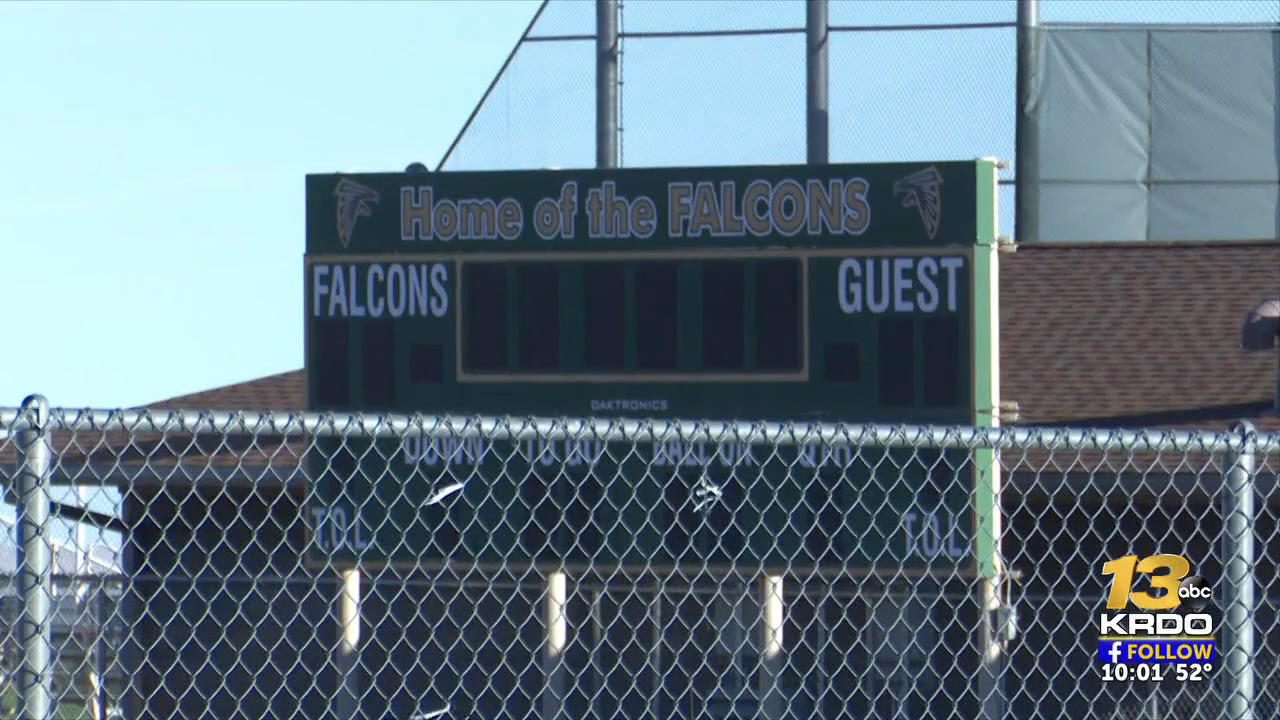 Home of the FALCONS
FALCONS
GUEST
DAKTRONICS
DOWN TO GO BALL ON QTR
T.O.L. T.O.L.
13 abc
KRDO
f FOLLOW
10:01 52°